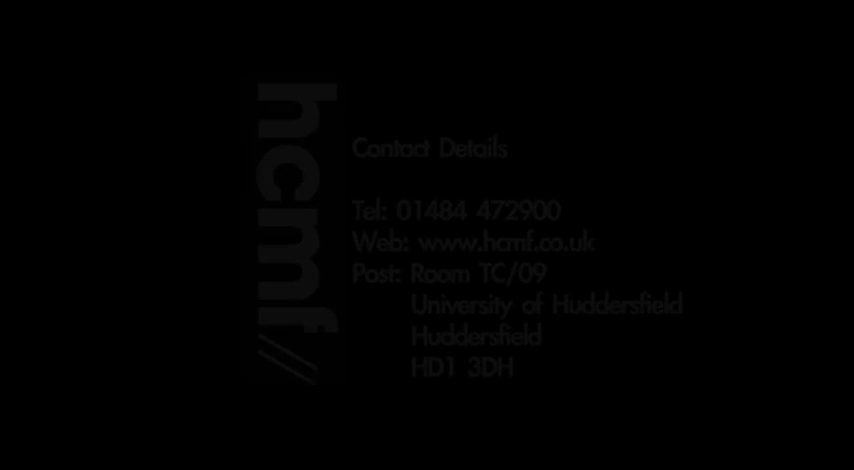 hcmf//
Contact Details
Tel: 01484 472900
Web: www.hcmf.co.uk
Post: Room TC/09
University of Huddersfield
Huddersfield
HD1 3DH